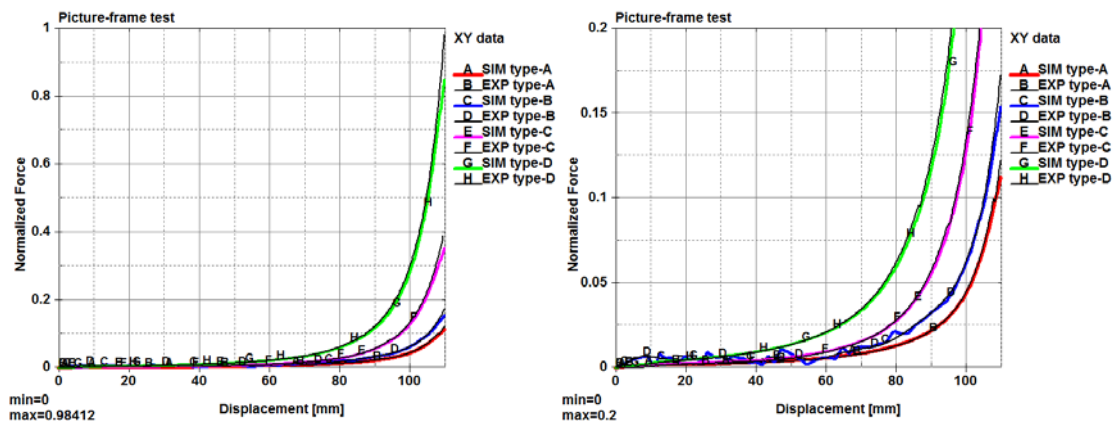 Picture-frame test
1
0.8
0.6
0.4
0.2
0
0 20 40 60 80 100
Normalized Force
Displacement [mm]
min=0
max=0.98412
XY data
A SIM type-A
B EXP type-A
C SIM type-B
D EXP type-B
E SIM type-C
F EXP type-C
G SIM type-D
H EXP type-D
Picture-frame test
0.2
0.15
0.1
0.05
0
0 20 40 60 80 100
Normalized Force
Displacement [mm]
min=0
max=0.2
XY data
A SIM type-A
B EXP type-A
C SIM type-B
D EXP type-B
E SIM type-C
F EXP type-C
G SIM type-D
H EXP type-D